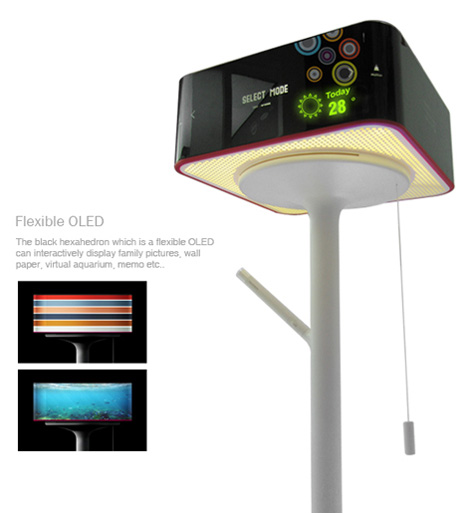 SELECT MODE
Today
28°
Flexible OLED
The black hexahedron which is a flexible OLED
can interactively display family pictures, wall
paper, virtual aquarium, memo etc..